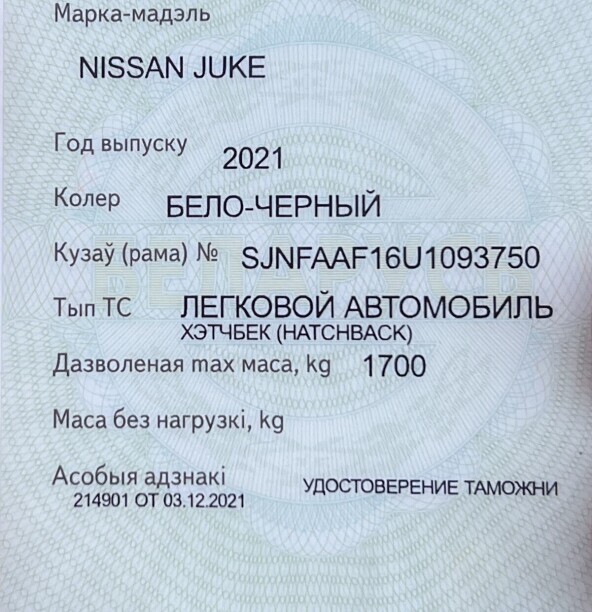 Марка-мадэль
NISSAN JUKE
Год выпуску 2021
Колер БЕЛО-ЧЕРНЫЙ
Кузаў (рама) № SJNFAAF16U1093750
Тып ТС ЛЕГКОВОЙ АВТОМОБИЛЬ
ХЭТЧБЕК (HATCHBACK)
Дазволеная max маса, kg 1700
Маса без нагрузкі, kg
Асобыя адзнакі УДОСТОВЕРЕНИЕ ТАМОЖНИ
214901 ОТ 03.12.2021
БЕЛАРУСЬ